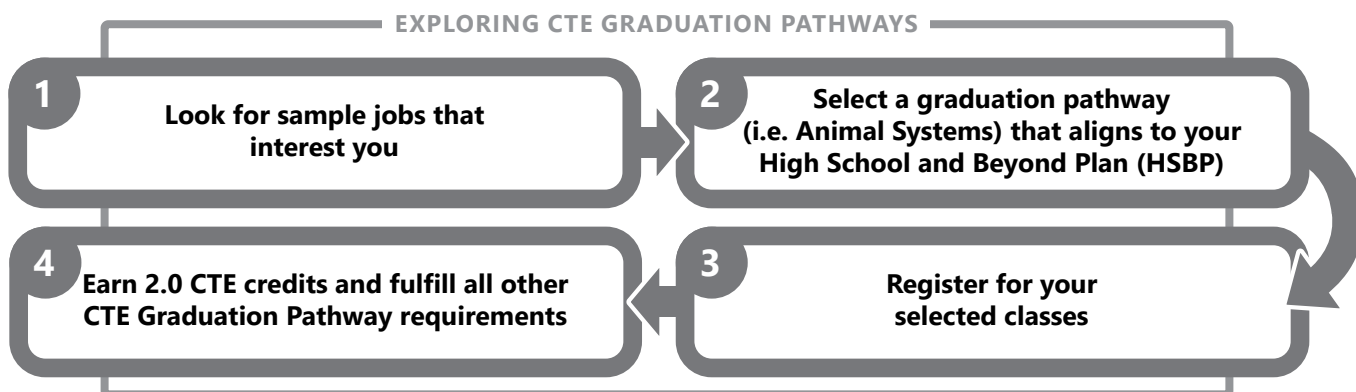 EXPLORING CTE GRADUATION PATHWAYS
1
Look for sample jobs that
interest you
2
Select a graduation pathway
(i.e. Animal Systems) that aligns to your
High School and Beyond Plan (HSBP)
3
Register for your
selected classes
4
Earn 2.0 CTE credits and fulfill all other
CTE Graduation Pathway requirements